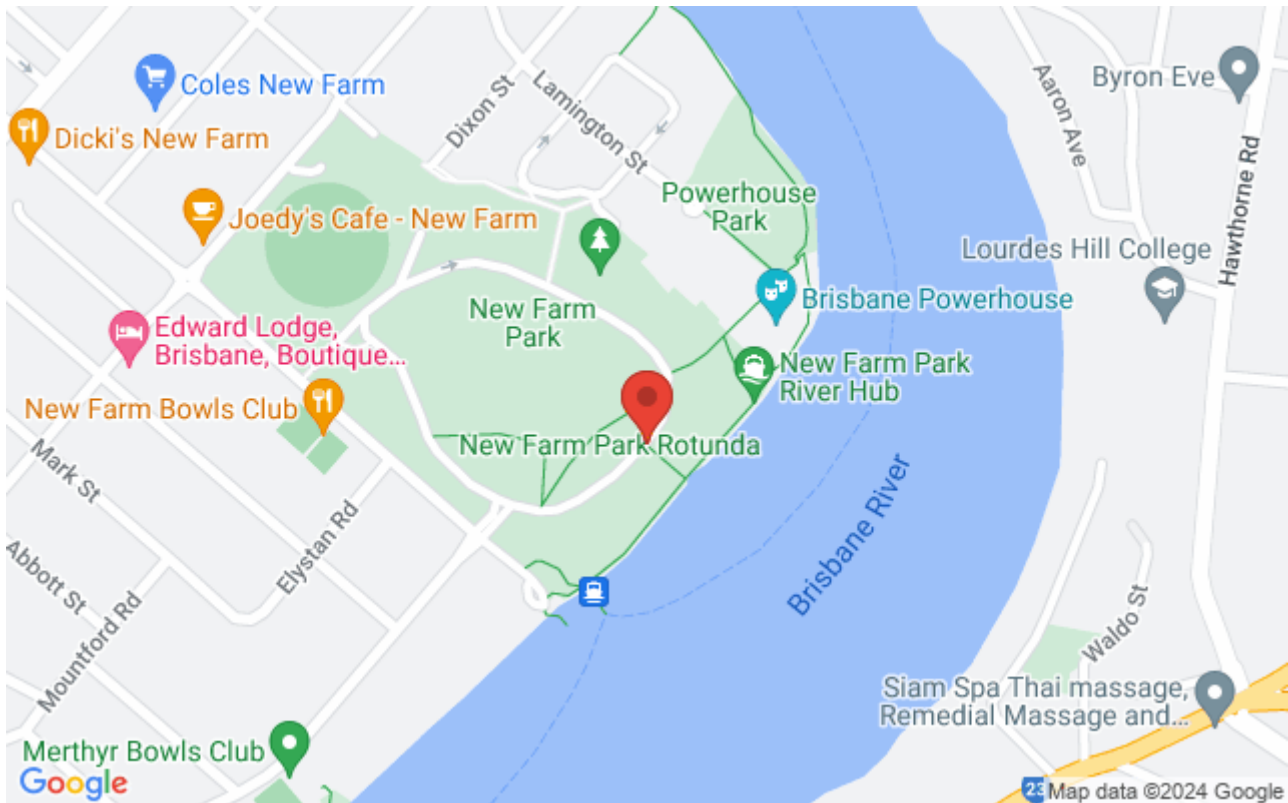 Coles New Farm
Dicki's New Farm
Dixon St
Lamington St
Aaron Ave
Byron Eve
Hawthorne Rd
Joedy's Cafe - New Farm
Powerhouse
Park
Lourdes Hill College
Brisbane Powerhouse
New Farm
Park
Edward Lodge,
Brisbane, Boutique...
New Farm Park
River Hub
New Farm Bowls Club
New Farm Park Rotunda
Mark St
Elystan Rd
Abbott St
Mountford Rd
Brisbane River
Waldo St
Siam Spa Thai massage,
Remedial Massage and...
Merthyr Bowls Club
Google
23
Map data ©2024 Google